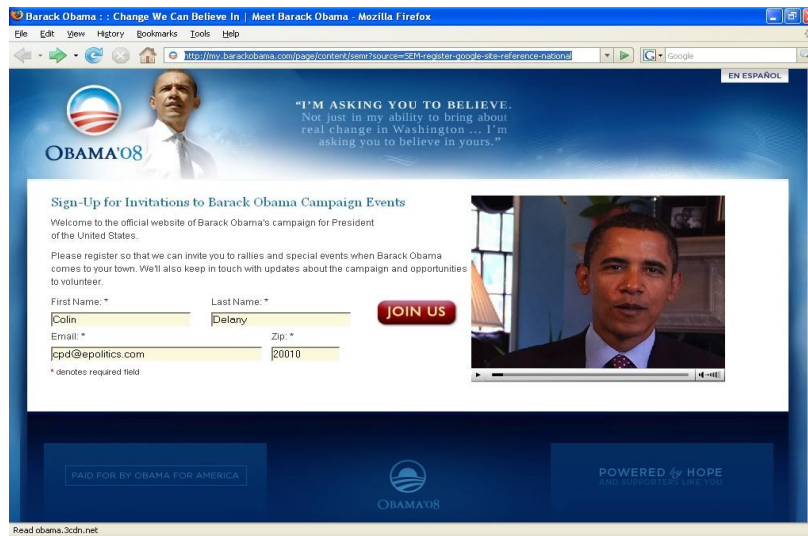 Barack Obama : : Change We Can Believe In | Meet Barack Obama - Mozilla Firefox
File Edit View History Bookmarks Tools Help
http://my.barackobama.com/page/content/semr?source=SEM-register-google-site-reference-national
G Google
EN ESPAÑOL
OBAMA'08
"I'M ASKING YOU TO BELIEVE.
Not just in my ability to bring about
real change in Washington ... I'm
asking you to believe in yours."
Sign-Up for Invitations to Barack Obama Campaign Events
Welcome to the official website of Barack Obama's campaign for President
of the United States.
Please register so that we can invite you to rallies and special events when Barack Obama
comes to your town. We'll also keep in touch with updates about the campaign and opportunities
to volunteer.
First Name: * Last Name: *
Colin Delany
JOIN US
Email: * Zip: *
cpd@epolitics.com 20010
* denotes required field
PAID FOR BY OBAMA FOR AMERICA
OBAMA'08
POWERED by HOPE
AND SUPPORTERS LIKE YOU
Read obama.3cdn.net